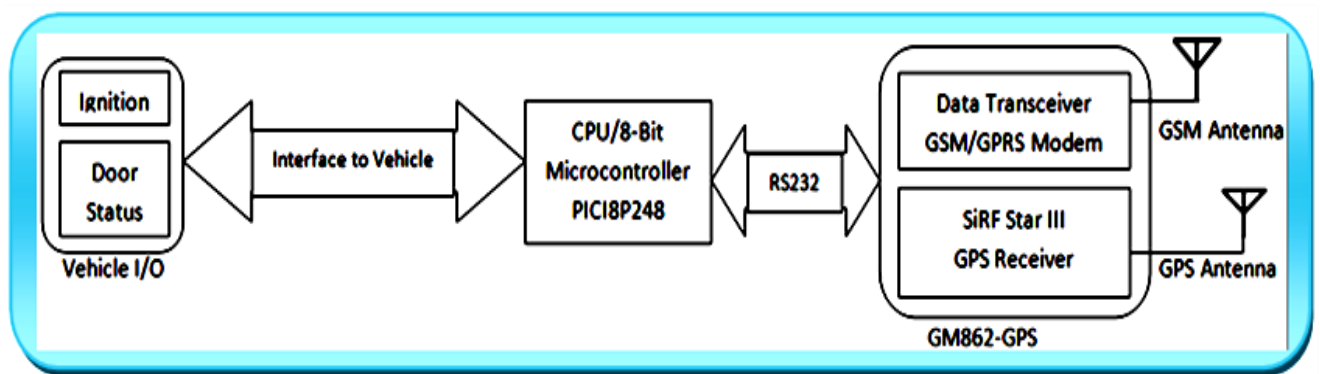 Ignition
Door
Status
Vehicle I/O
Interface to Vehicle
CPU/8-Bit
Microcontroller
PICI8P248
RS232
Data Transceiver
GSM/GPRS Modem
SiRF Star III
GPS Receiver
GM862-GPS
GSM Antenna
GPS Antenna